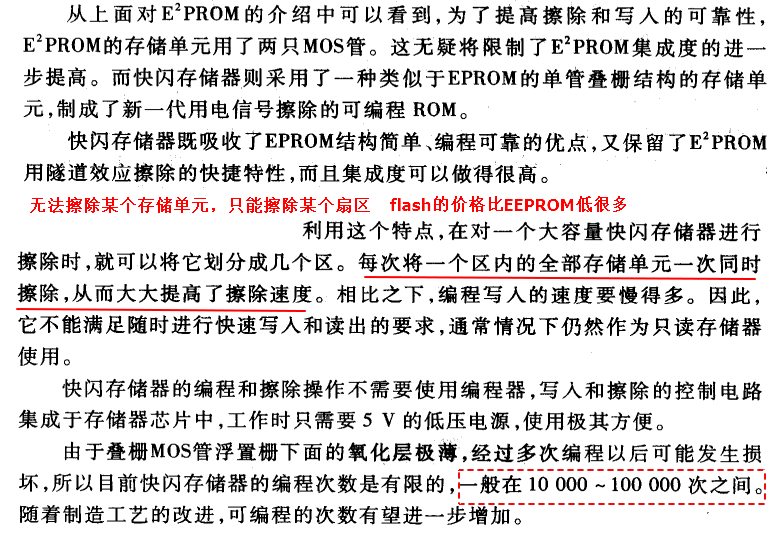 从上面对E²PROM的介绍中可以看到,为了提高擦除和写入的可靠性,
E²PROM的存储单元用了两只MOS管。这无疑将限制了E²PROM集成度的进一
步提高。而快闪存储器则采用了一种类似于EPROM的单管叠栅结构的存储单
元,制成了新一代用电信号擦除的可编程ROM。
快闪存储器既吸收了EPROM结构简单、编程可靠的优点,又保留了E²PROM
用隧道效应擦除的快捷特性,而且集成度可以做得很高。
无法擦除某个存储单元，只能擦除某个扇区 flash的价格比EEPROM低很多
利用这个特点,在对一个大容量快闪存储器进行
擦除时,就可以将它划分成几个区。每次将一个区内的全部存储单元一次同时
擦除,从而大大提高了擦除速度。相比之下,编程写入的速度要慢得多。因此,
它不能满足随时进行快速写入和读出的要求,通常情况下仍然作为只读存储器
使用。
快闪存储器的编程和擦除操作不需要使用编程器,写入和擦除的控制电路
集成于存储器芯片中,工作时只需要5 V的低压电源,使用极其方便。
由于叠栅MOS管浮置栅下面的氧化层极薄,经过多次编程以后可能发生损
坏,所以目前快闪存储器的编程次数是有限的,一般在10 000~100 000次之间。
随着制造工艺的改进,可编程的次数有望进一步增加。